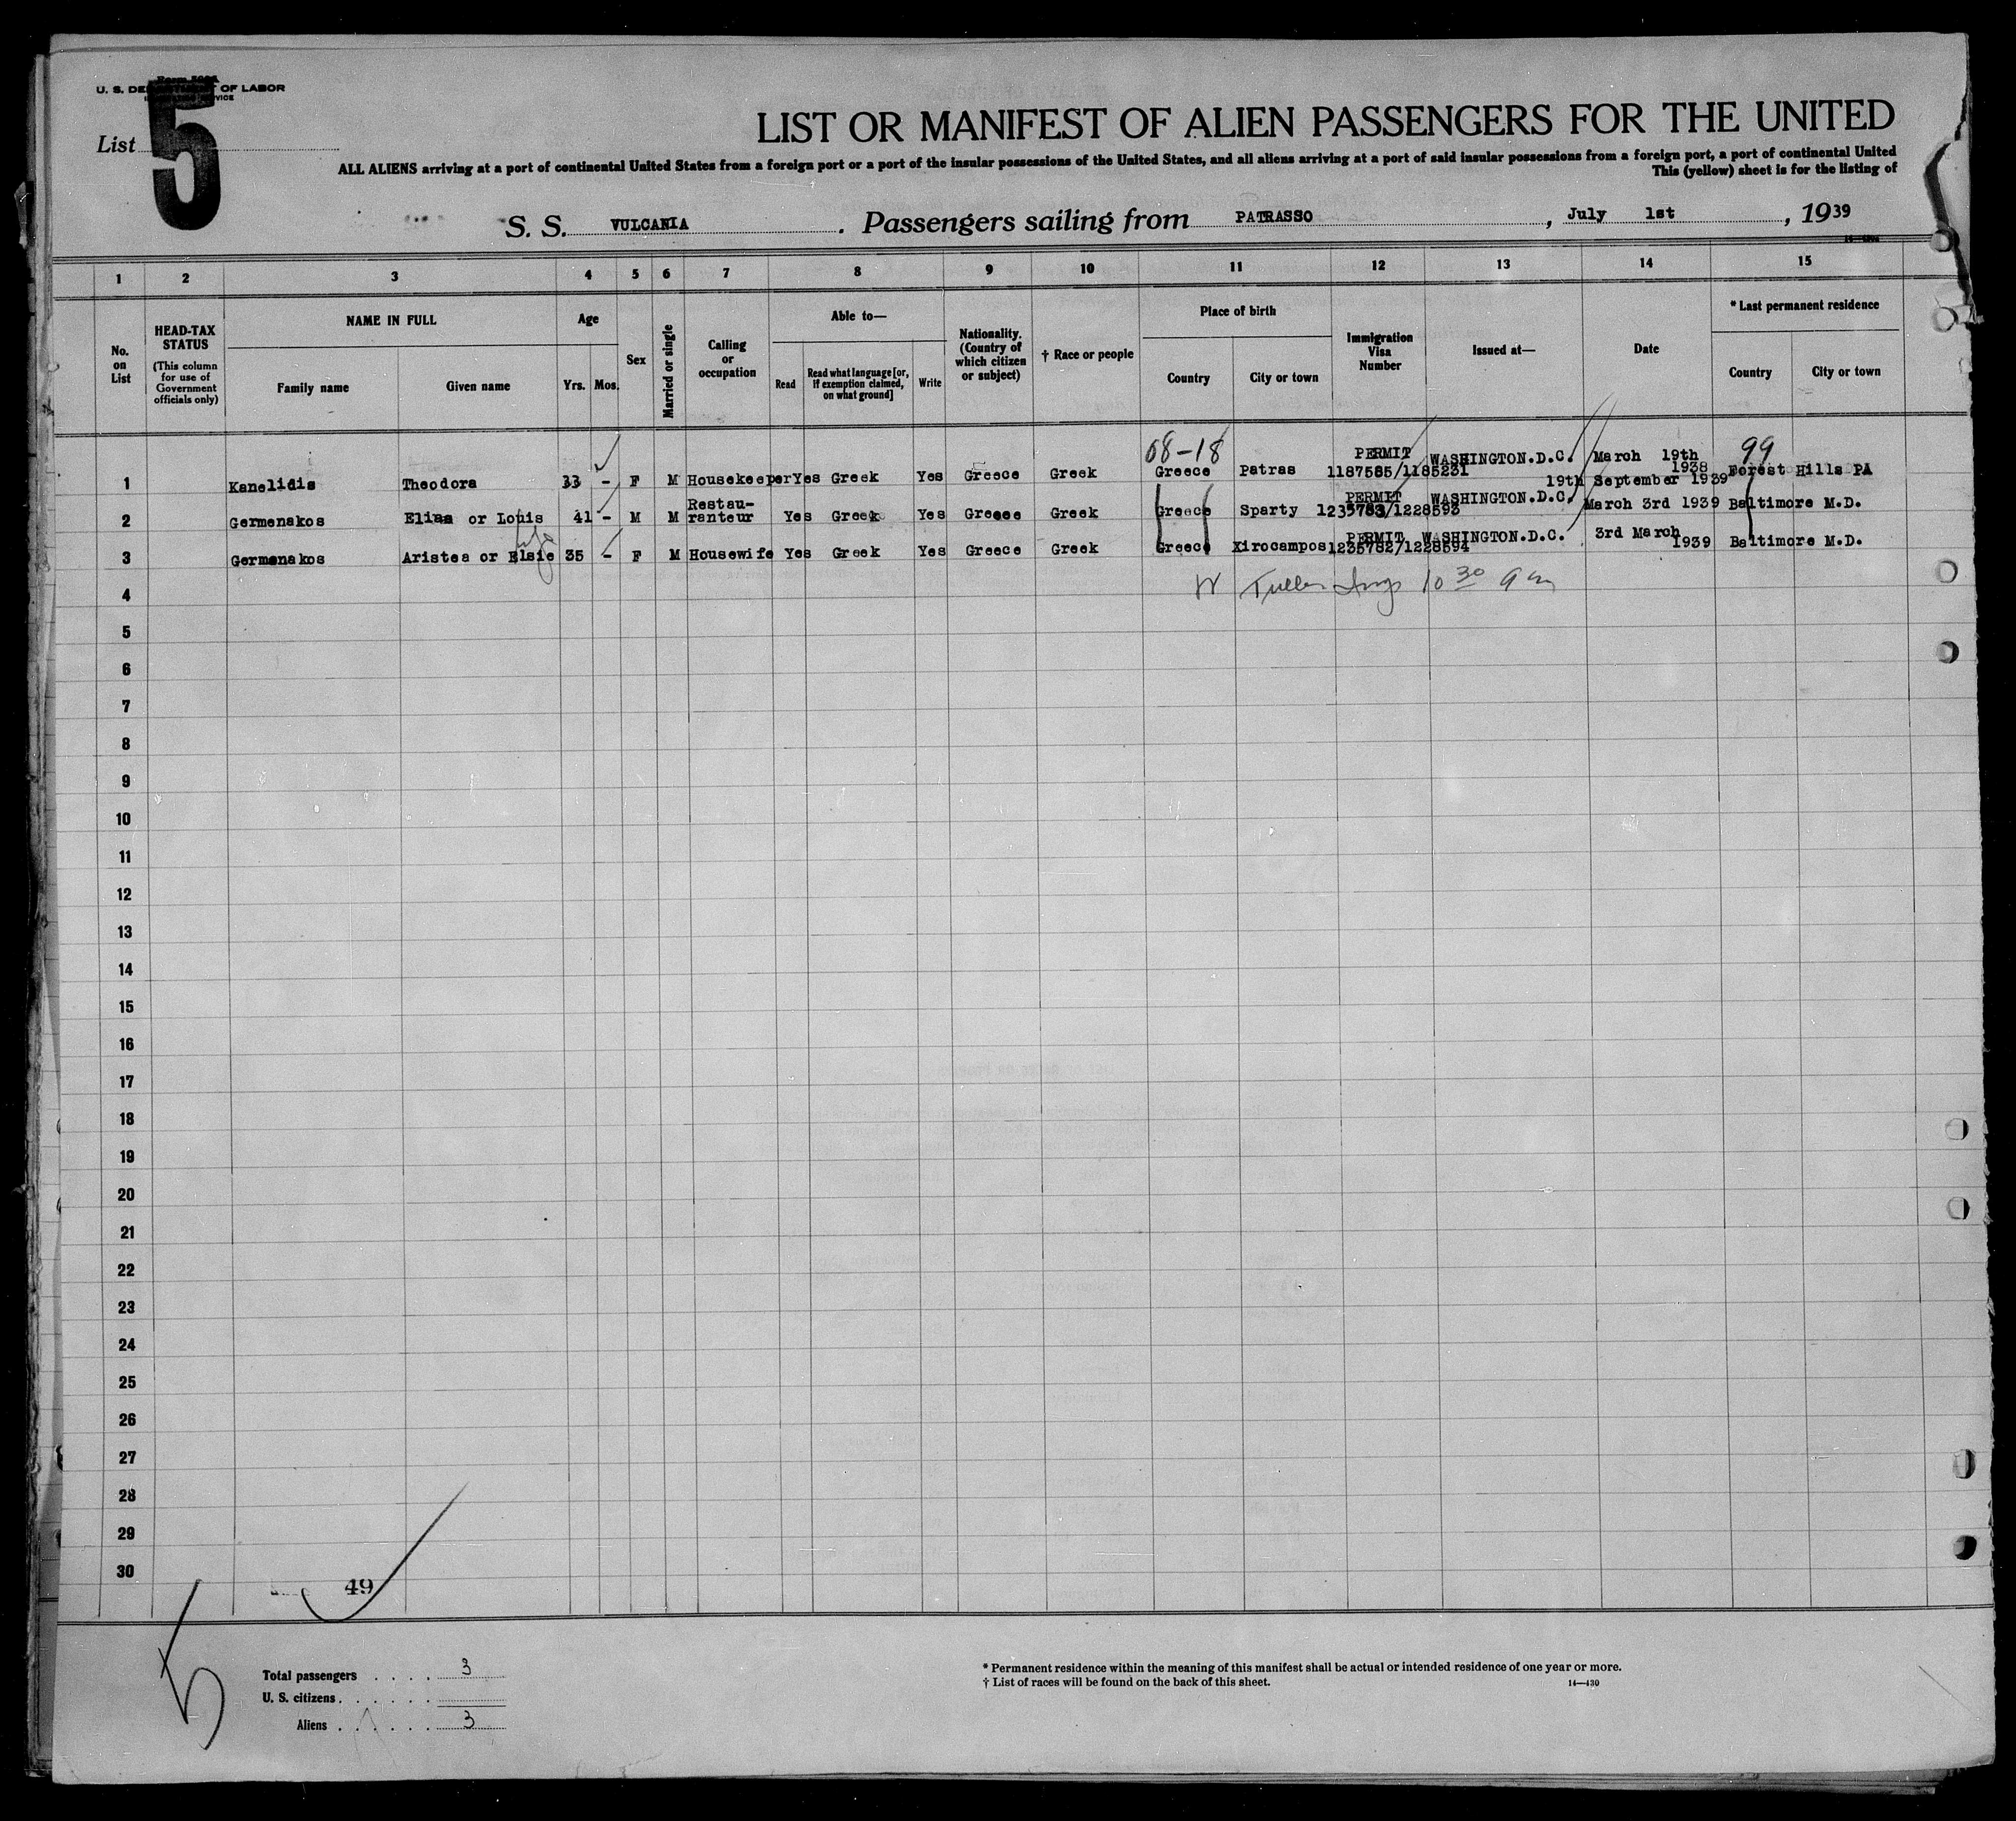 U. S. DEPARTMENT OF LABOR
List 5
LIST OR MANIFEST OF ALIEN PASSENGERS FOR THE UNITED
ALL ALIENS arriving at a port of continental United States from a foreign port or a port of the insular possessions of the United States, and all aliens arriving at a port of said insular possessions from a foreign port, a port of continental United
This (yellow) sheet is for the listing of
S. S. VULCANIA. Passengers sailing from PATRASSO, July 1st, 1939
1 2 3 4 5 6 7 8 9 10 11 12 13 14 15
No. on List
HEAD-TAX STATUS (This column for use of Government officials only)
NAME IN FULL Family name Given name
Age Yrs. Mos.
Sex
Married or single
Calling or occupation
Able to— Read Read what language [or, if exemption claimed, on what ground] Write
Nationality. (Country of which citizen or subject)
† Race or people
Place of birth Country City or town
Immigration Visa Number
Issued at—
Date
* Last permanent residence Country City or town
08-18 99
1 Kanelidis Theodora 33 - F M Housekeeper Yes Greek Yes Greece Greek Greece Patras PERMIT 1187585/1185231 WASHINGTON.D.C. March 19th 1938 Forest Hills PA
19th September 1939
2 Germenakos Elias or Louis 41 - M M Restau-ranteur Yes Greek Yes Greece Greek Greece Sparty PERMIT 1235783/1228593 WASHINGTON.D.C. March 3rd 1939 Baltimore M.D.
wife
3 Germenakos Aristea or Elsie 35 - F M Housewife Yes Greek Yes Greece Greek Greece Xirocampos PERMIT 1235782/1228594 WASHINGTON.D.C. 3rd March 1939 Baltimore M.D.
4 10 30
5
6
7
8
9
10
11
12
13
14
15
16
17
18
19
20
21
22
23
24
25
26
27
28
29
30
49
5
Total passengers . . . . 3
U. S. citizens . . . . . .
Aliens . . . . . . 3
* Permanent residence within the meaning of this manifest shall be actual or intended residence of one year or more.
† List of races will be found on the back of this sheet. 14—430